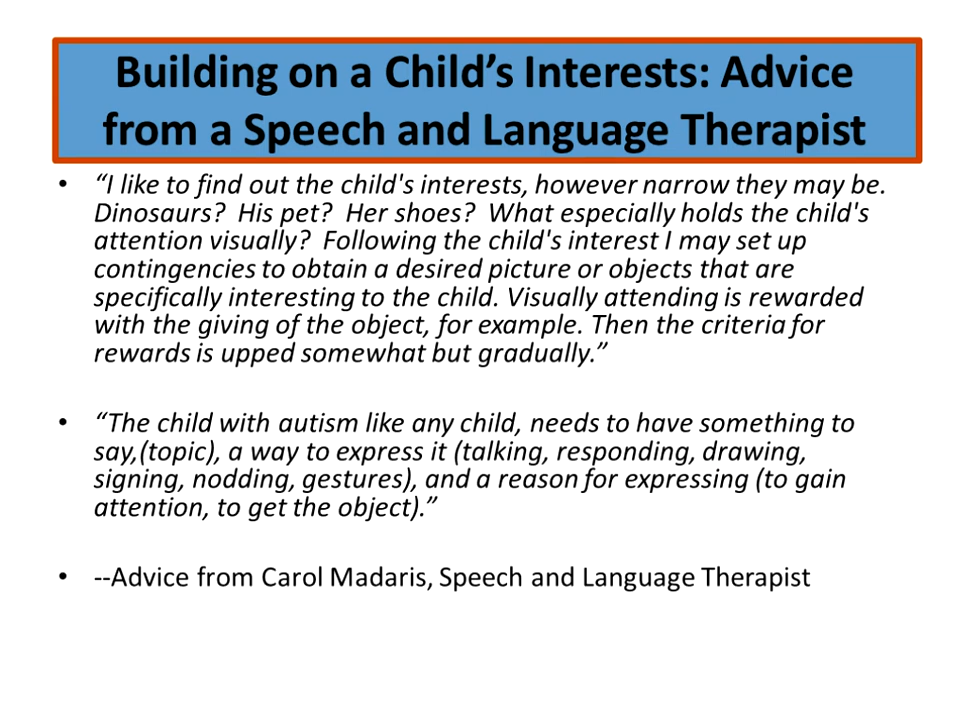 Building on a Child’s Interests: Advice
from a Speech and Language Therapist
• “I like to find out the child's interests, however narrow they may be.
Dinosaurs?  His pet?  Her shoes?  What especially holds the child's
attention visually?  Following the child's interest I may set up
contingencies to obtain a desired picture or objects that are
specifically interesting to the child. Visually attending is rewarded
with the giving of the object, for example. Then the criteria for
rewards is upped somewhat but gradually.”
• “The child with autism like any child, needs to have something to
say,(topic), a way to express it (talking, responding, drawing,
signing, nodding, gestures), and a reason for expressing (to gain
attention, to get the object).”
• --Advice from Carol Madaris, Speech and Language Therapist